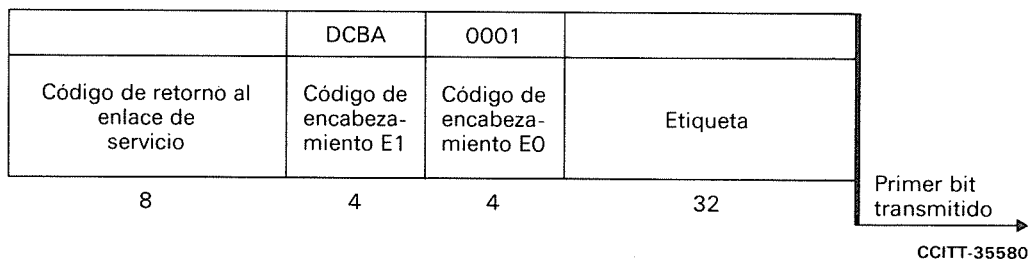 DCBA
0001
Código de retorno al
enlace de
servicio
Código de
encabeza-
miento E1
Código de
encabeza-
miento E0
Etiqueta
8
4
4
32
Primer bit
transmitido
CCITT-35580